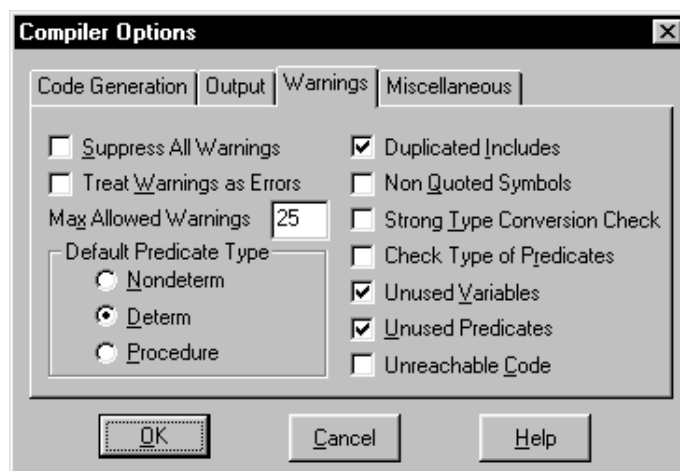 Compiler Options
Code Generation Output Warnings Miscellaneous
Suppress All Warnings
Treat Warnings as Errors
Max Allowed Warnings 25
Default Predicate Type
Nondeterm
Determ
Procedure
Duplicated Includes
Non Quoted Symbols
Strong Type Conversion Check
Check Type of Predicates
Unused Variables
Unused Predicates
Unreachable Code
OK Cancel Help